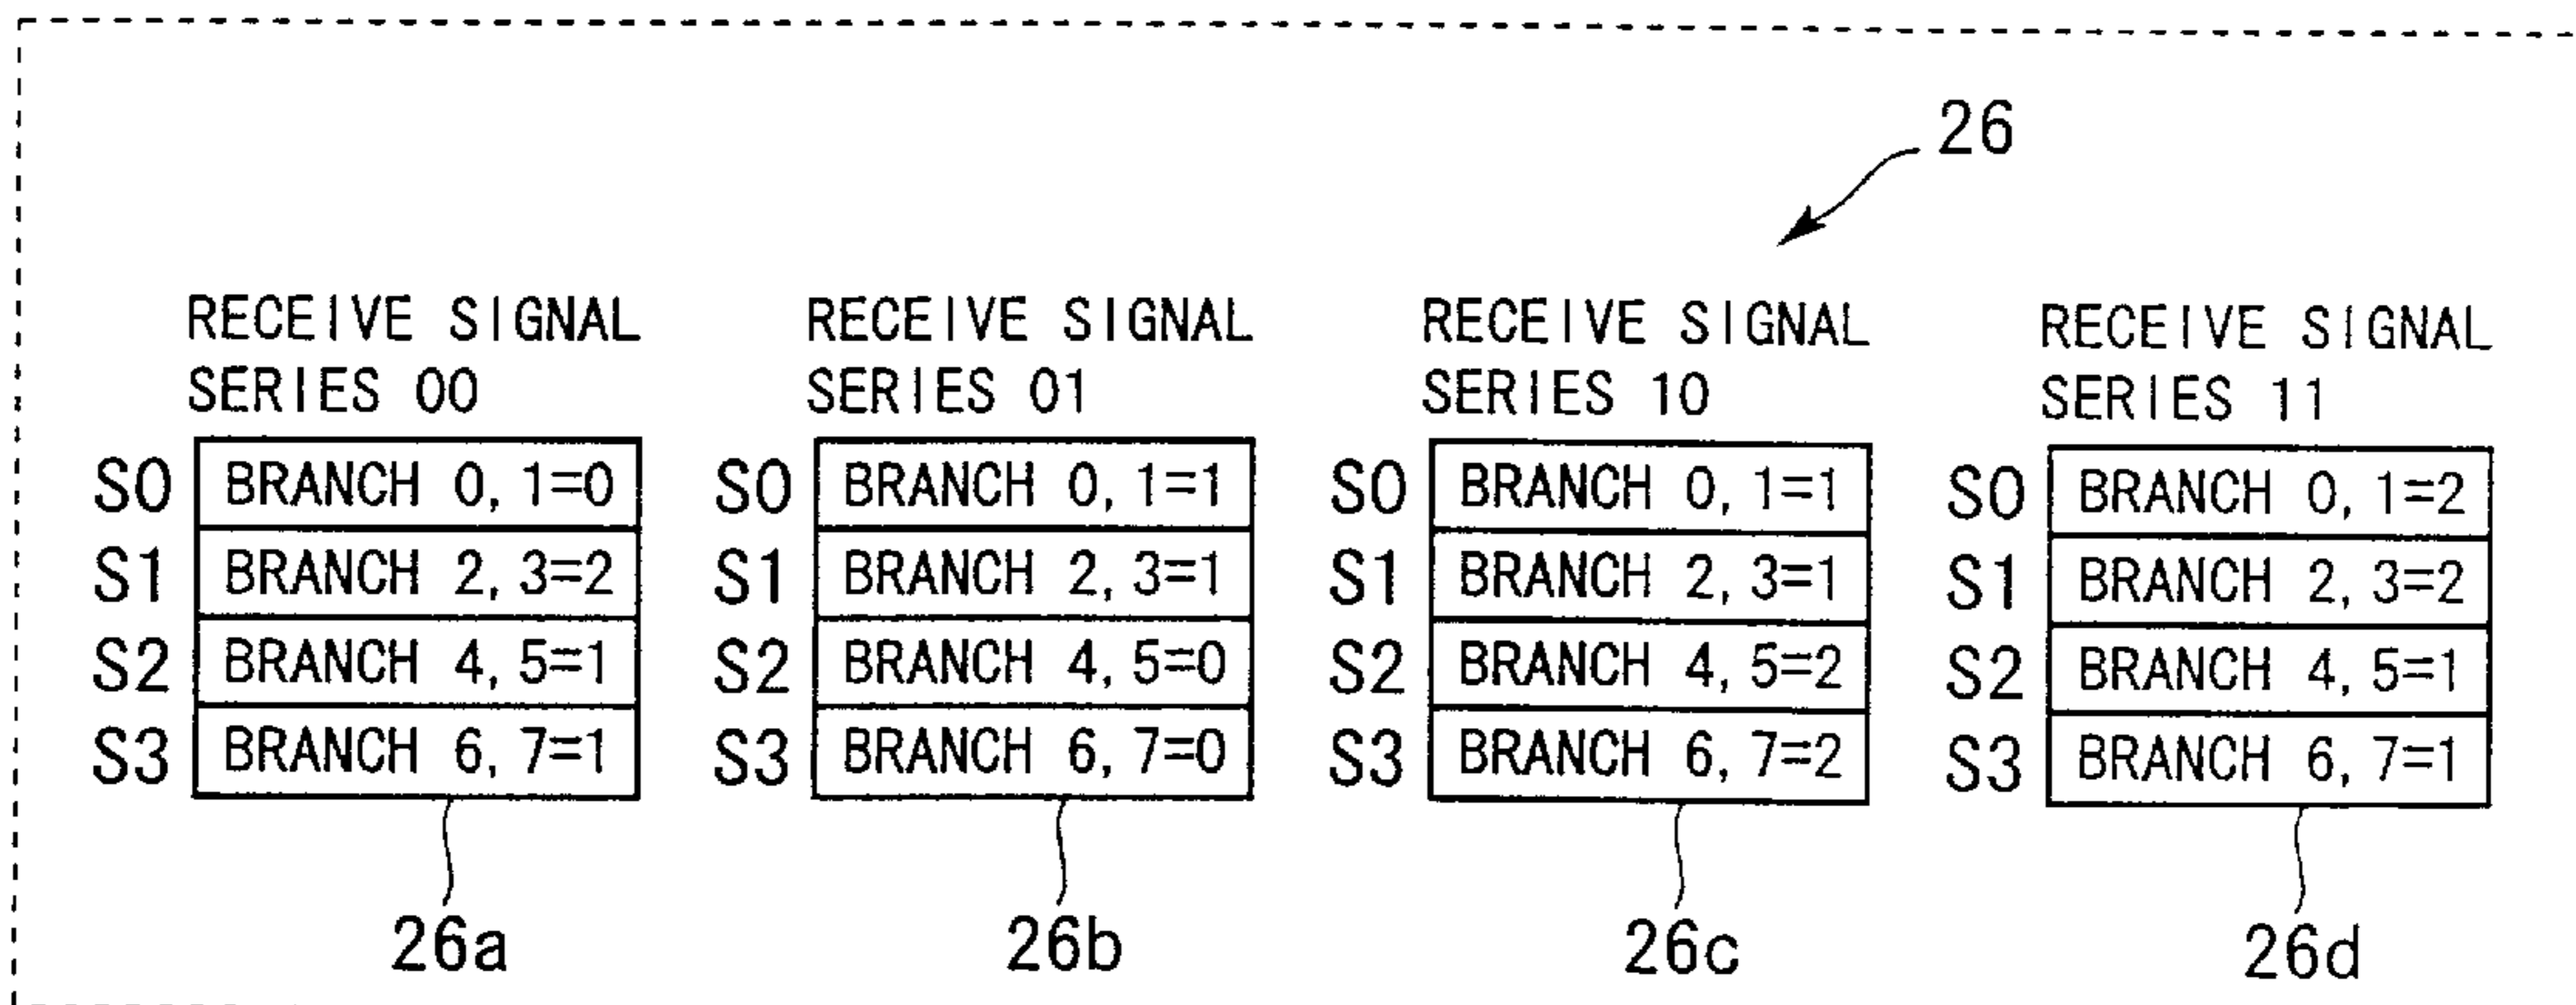 26
RECEIVE SIGNAL
SERIES 00
S0 BRANCH 0, 1=0
S1 BRANCH 2, 3=2
S2 BRANCH 4, 5=1
S3 BRANCH 6, 7=1
26a
RECEIVE SIGNAL
SERIES 01
S0 BRANCH 0, 1=1
S1 BRANCH 2, 3=1
S2 BRANCH 4, 5=0
S3 BRANCH 6, 7=0
26b
RECEIVE SIGNAL
SERIES 10
S0 BRANCH 0, 1=1
S1 BRANCH 2, 3=1
S2 BRANCH 4, 5=2
S3 BRANCH 6, 7=2
26c
RECEIVE SIGNAL
SERIES 11
S0 BRANCH 0, 1=2
S1 BRANCH 2, 3=2
S2 BRANCH 4, 5=1
S3 BRANCH 6, 7=1
26d